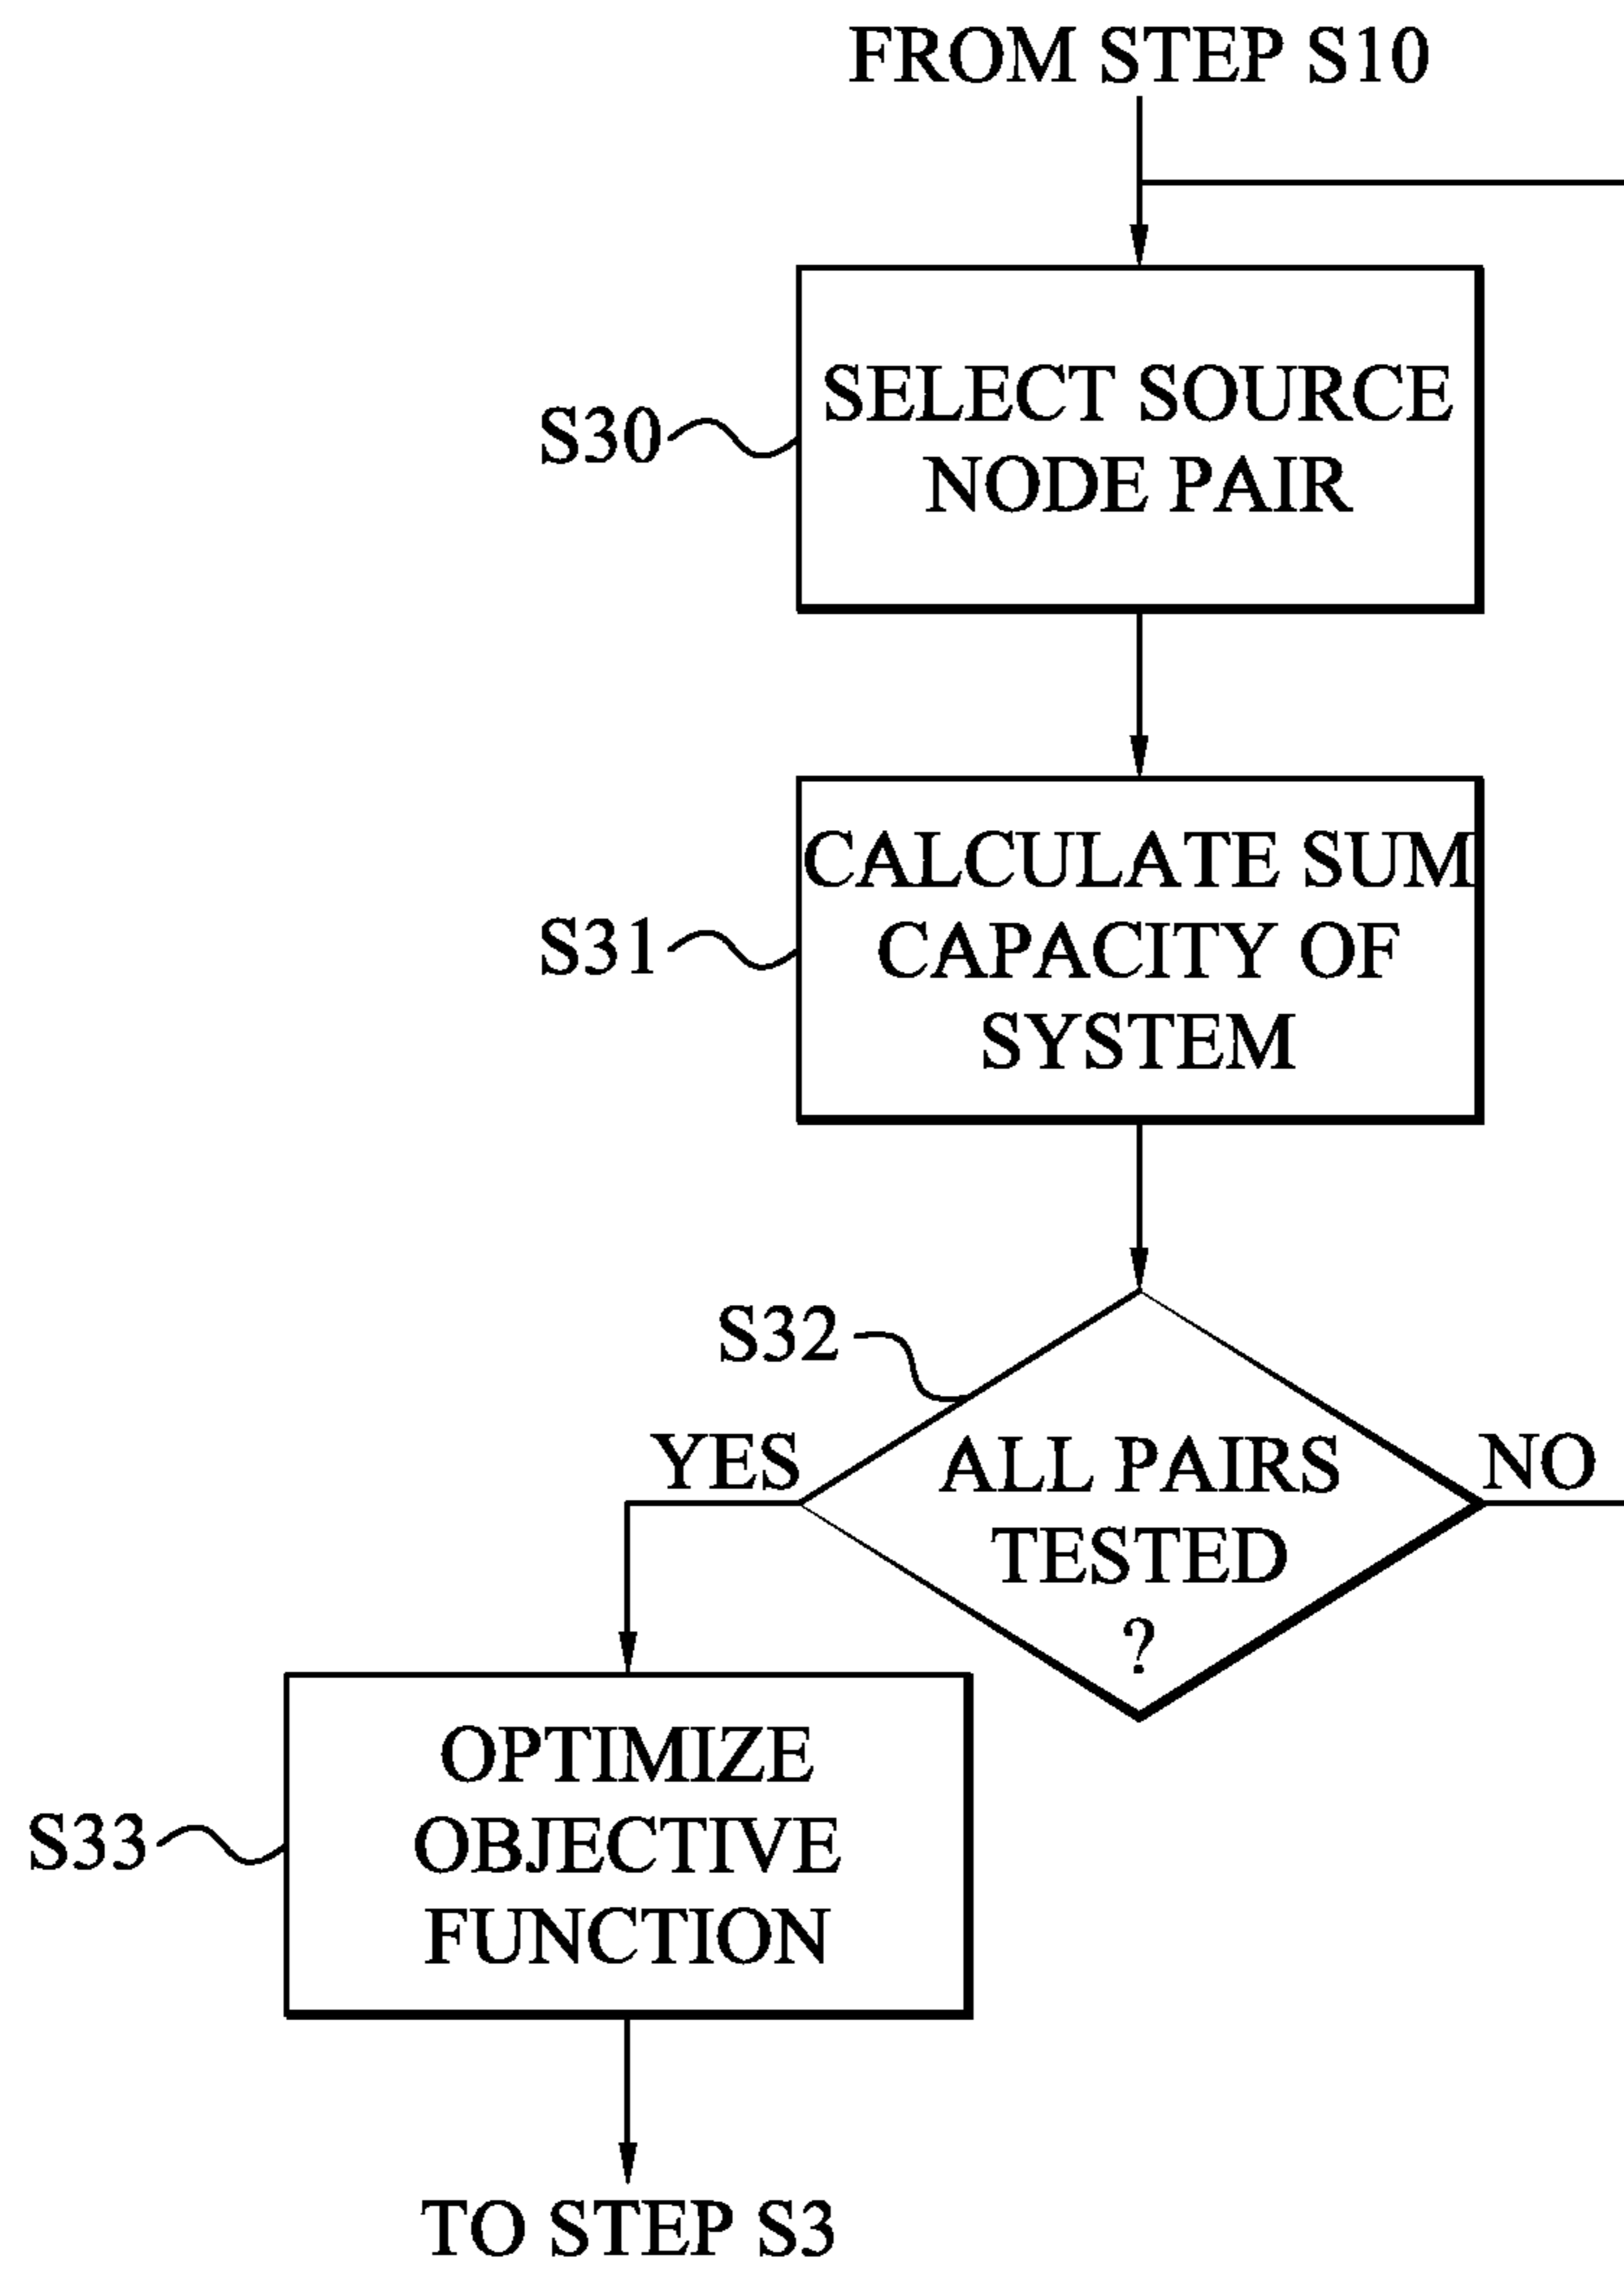 FROM STEP S10
SELECT SOURCE
NODE PAIR
S30
CALCULATE SUM
CAPACITY OF
SYSTEM
S31
S32
YES
ALL PAIRS
TESTED
?
NO
OPTIMIZE
OBJECTIVE
FUNCTION
S33
TO STEP S3